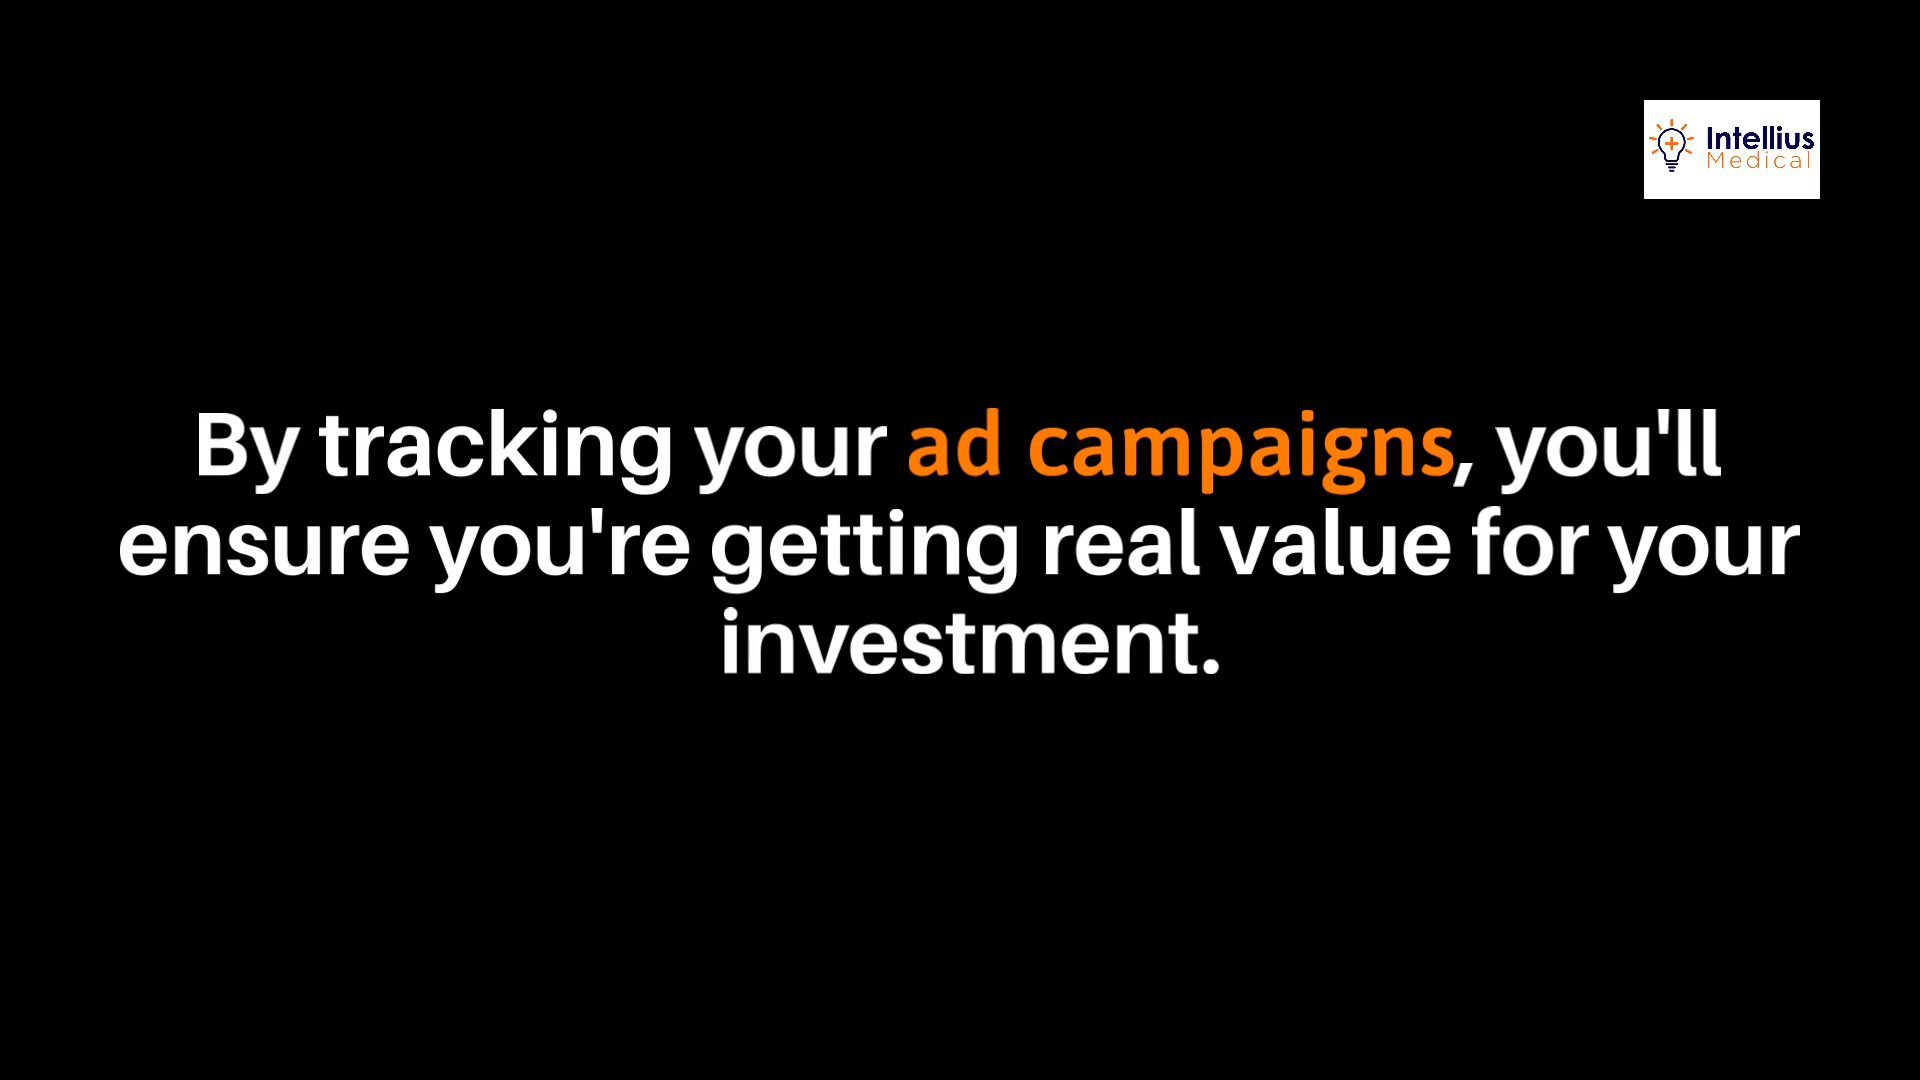 Intellius
Medical
By tracking your ad campaigns, you'll
ensure you're getting real value for your
investment.